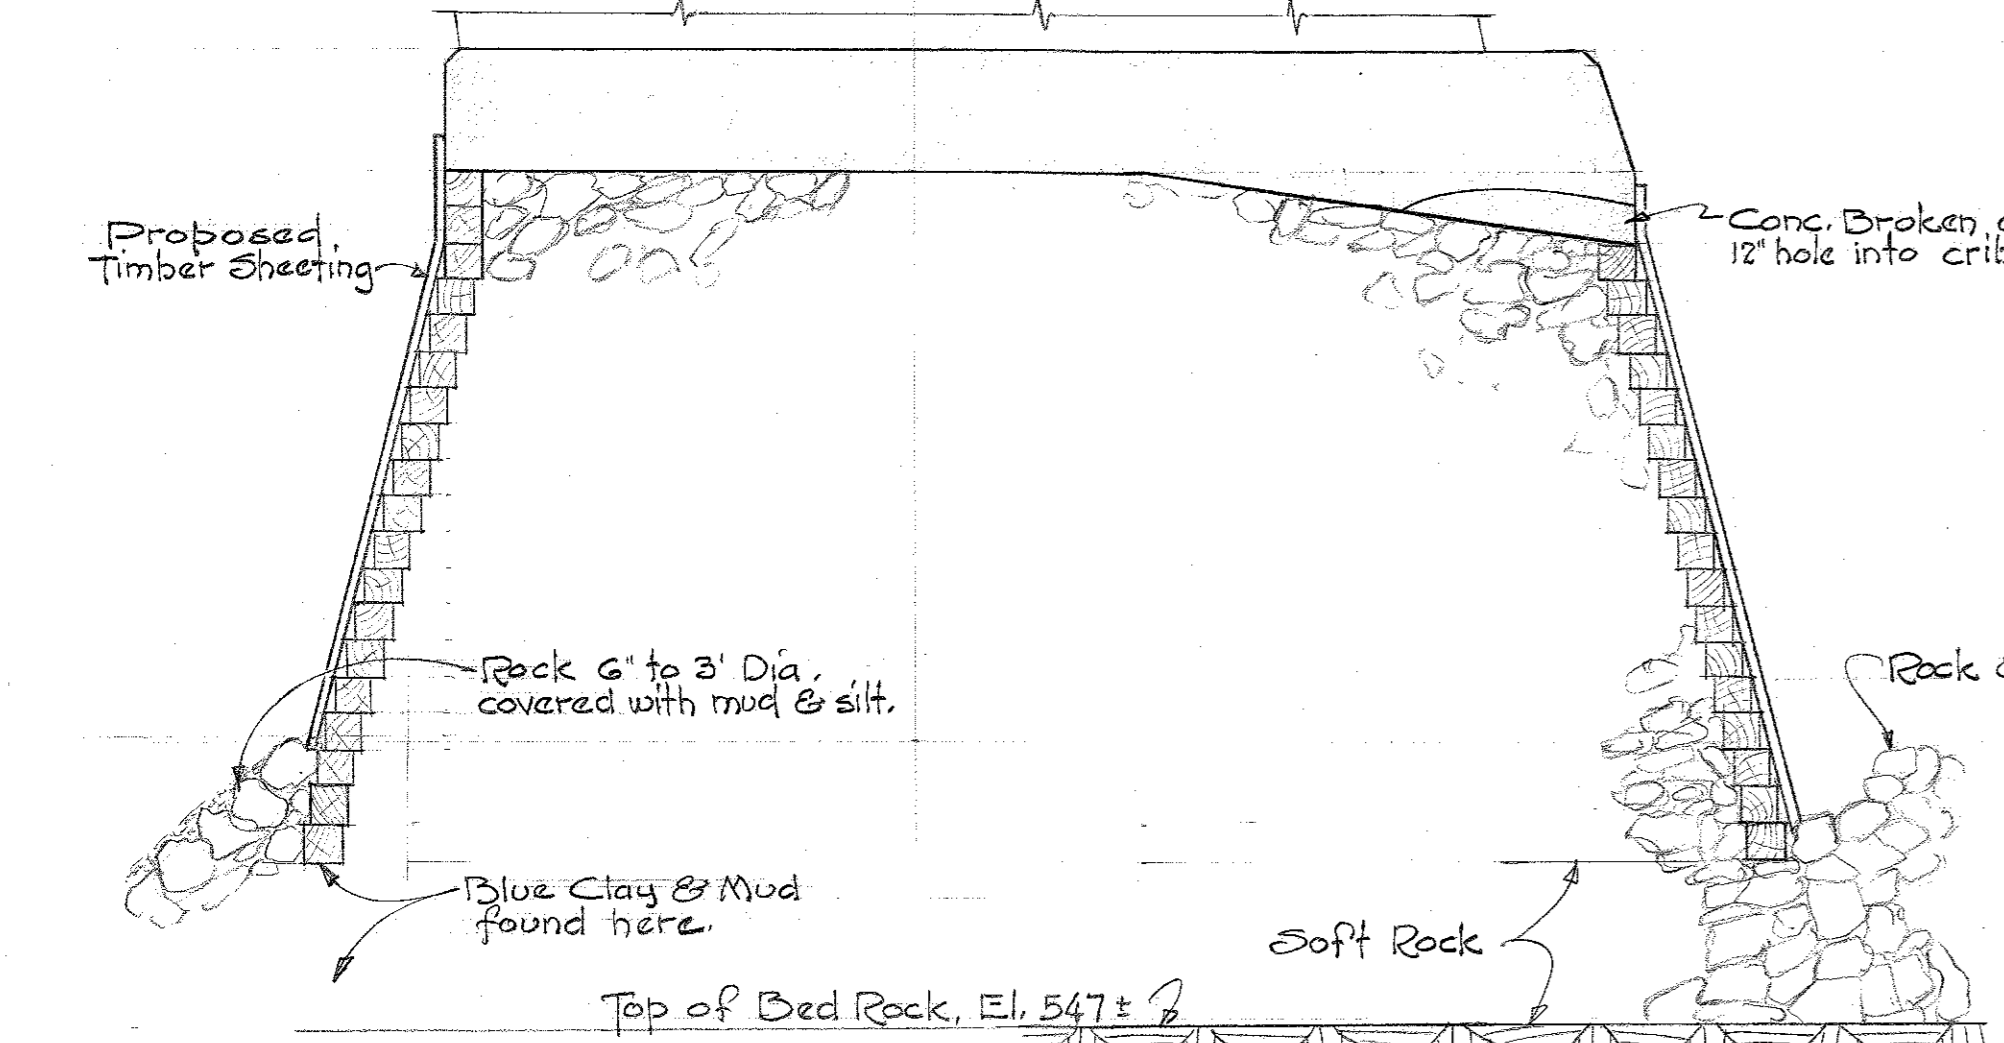 Proposed
Timber Sheeting
Conc. Broken
12" hole into
Rock 6" to 3' Dia.
covered with mud & silt.
Rock
Blue Clay & Mud
found here.
Soft Rock
Top of Bed Rock, El. 547 ± ?